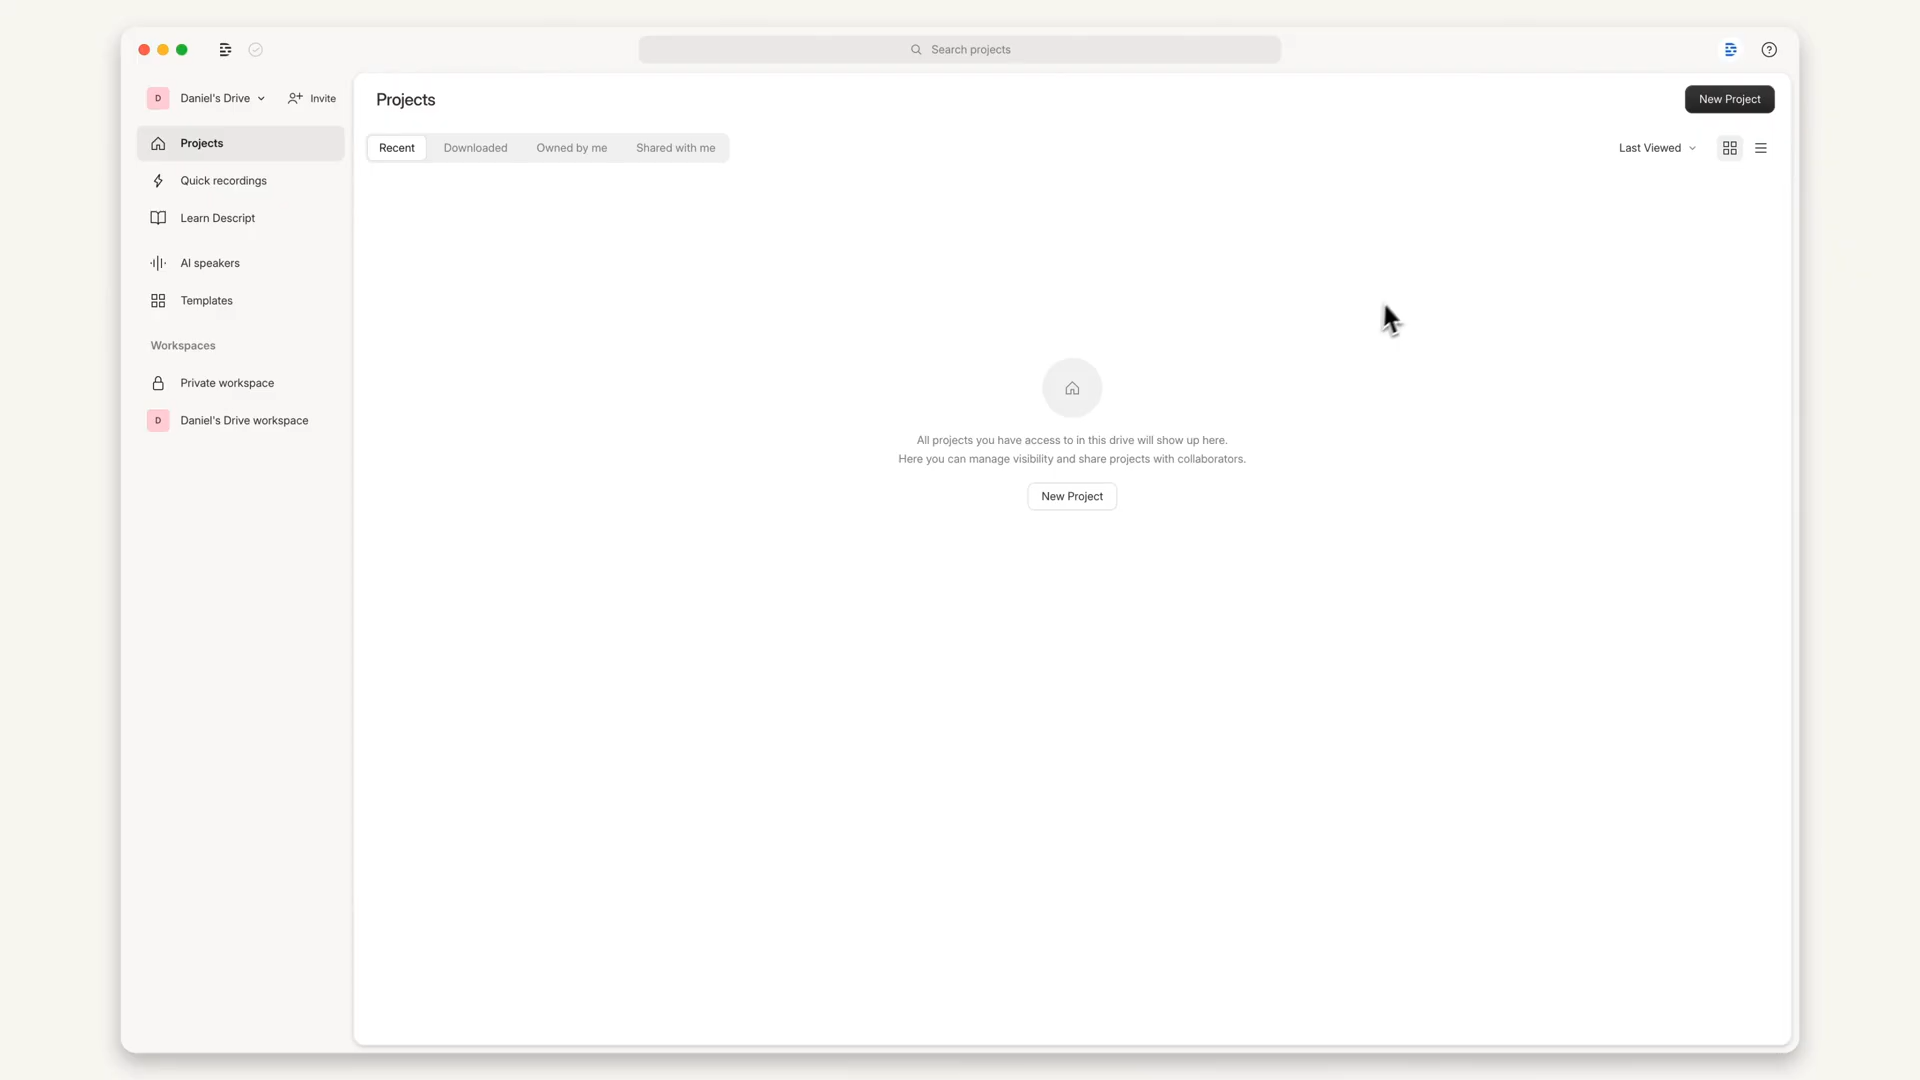 Search projects
D Daniel's Drive
Invite
Projects
Quick recordings
Learn Descript
AI speakers
Templates
Workspaces
Private workspace
D Daniel's Drive workspace
Projects
New Project
Recent Downloaded Owned by me Shared with me
Last Viewed
All projects you have access to in this drive will show up here.
Here you can manage visibility and share projects with collaborators.
New Project